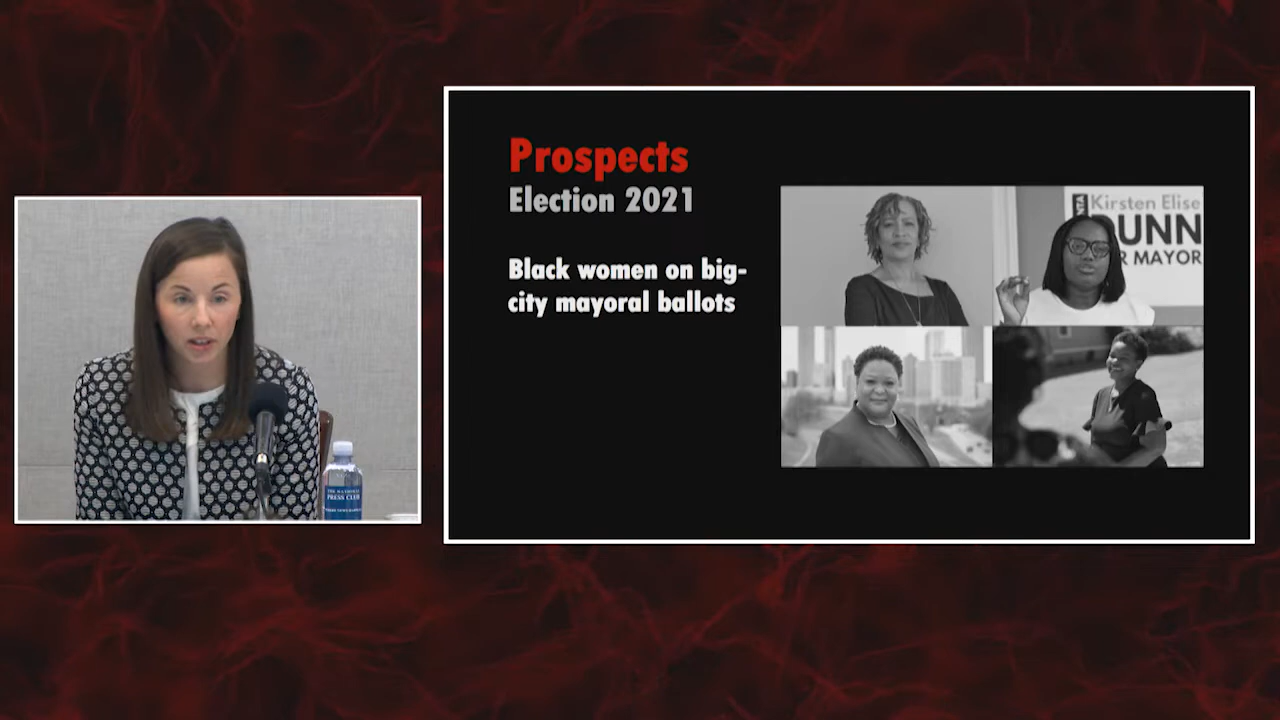 Prospects
Election 2021
Black women on big-
city mayoral ballots
Kirsten Elise
DUNN
R MAYOR
THE NATIONAL
PRESS CLUB